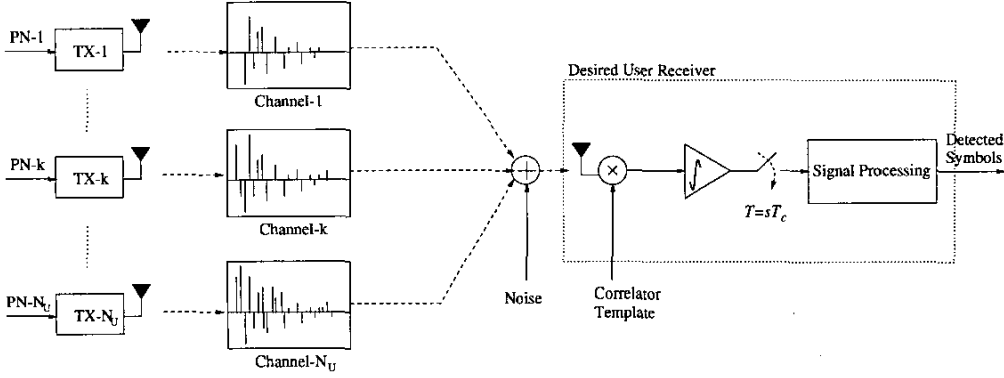 PN-1
TX-1
Channel-1
PN-k
TX-k
Channel-k
PN-N_U
TX-N_U
Channel-N_U
Noise
Desired User Receiver
×
∫
T=sT_c
Signal Processing
Correlator
Template
Detected
Symbols